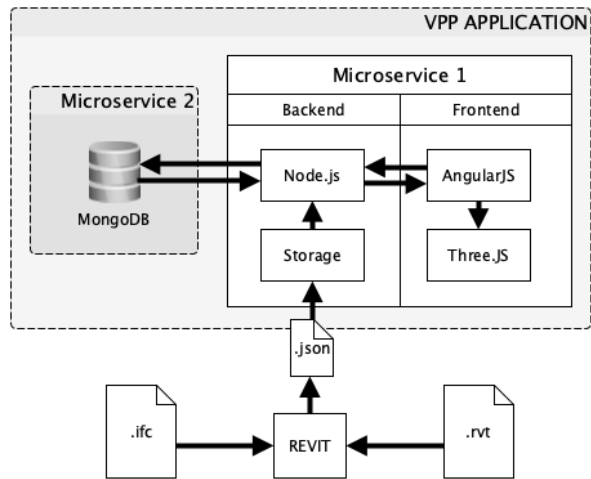 VPP APPLICATION
Microservice 1
Microservice 2
Backend
Frontend
Node.js
AngularJS
MongoDB
Storage
Three.JS
.json
.ifc
REVIT
.rvt